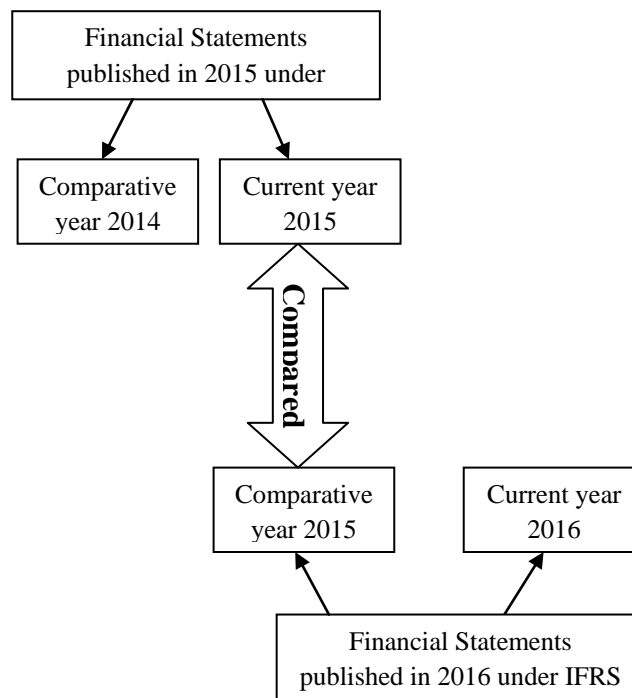 Financial Statements
published in 2015 under
Comparative
year 2014
Current year
2015
Compared
Comparative
year 2015
Current year
2016
Financial Statements
published in 2016 under IFRS